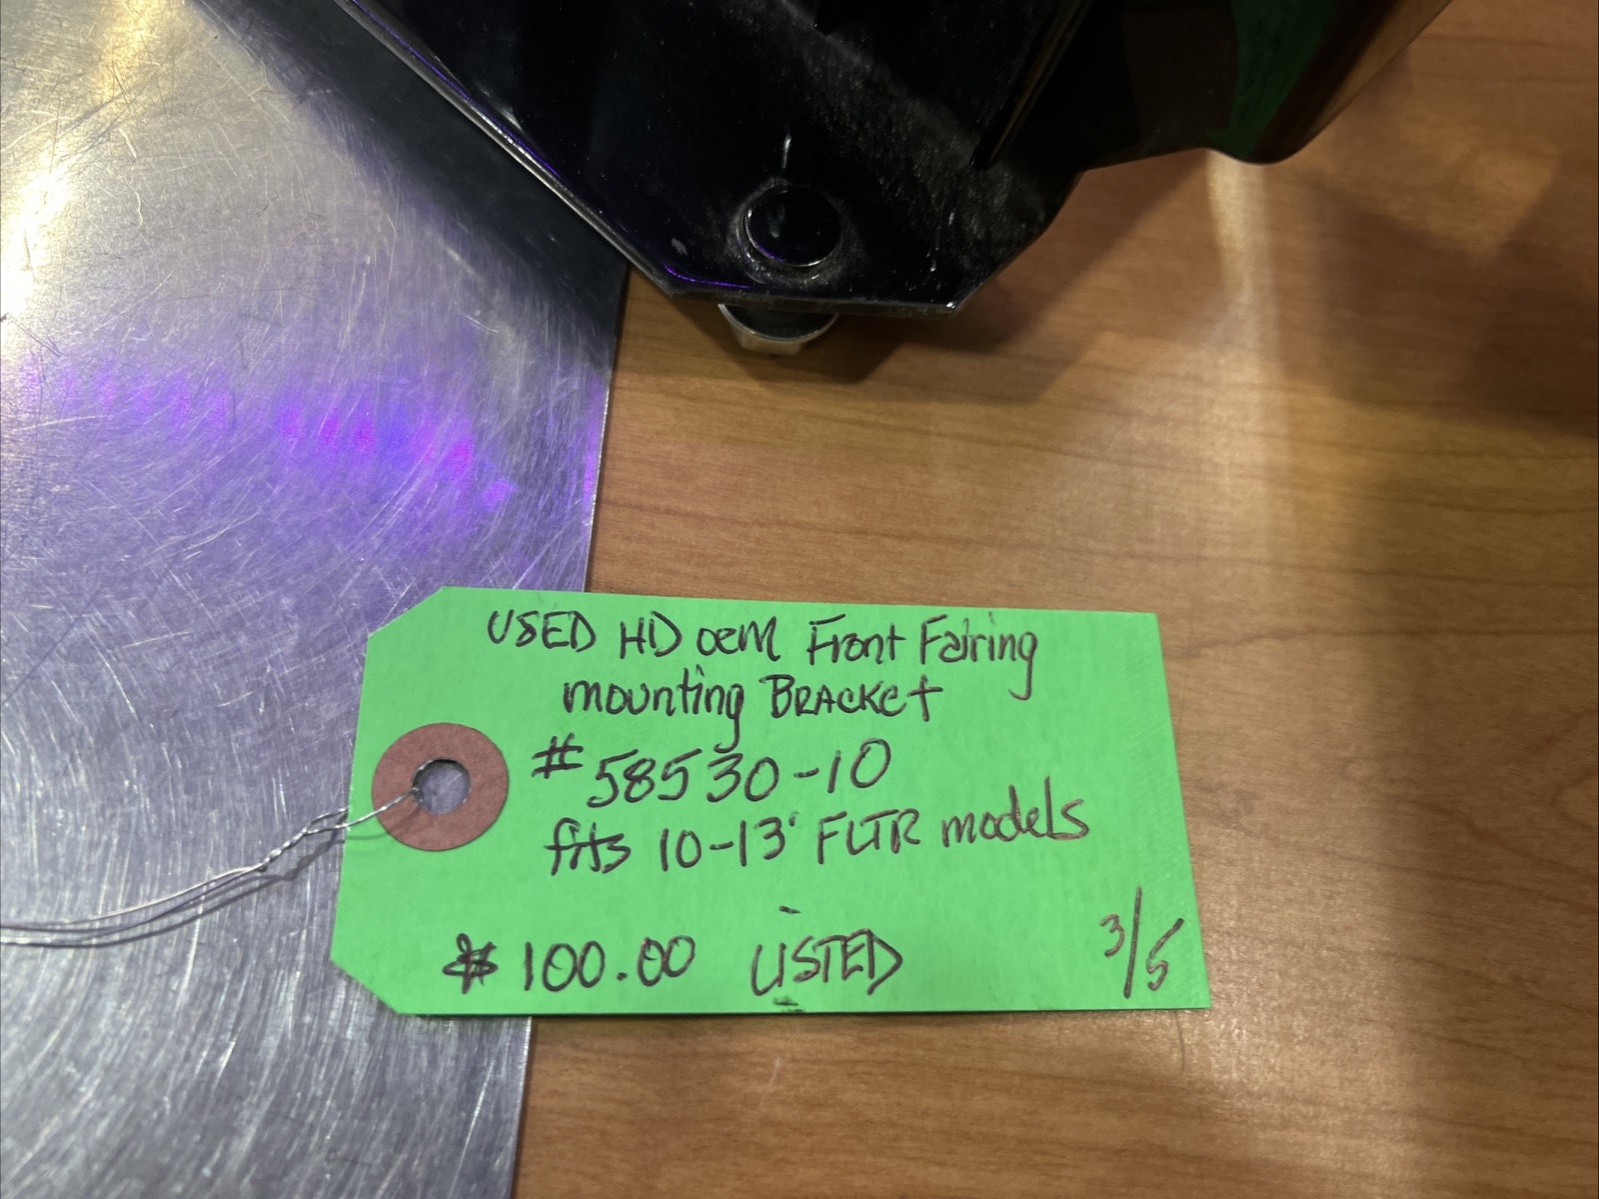 USED HD OEM Front Fairing
mounting BRACKET
# 58530-10
fits 10-13' FLTR models
$100.00 LISTED 3/5